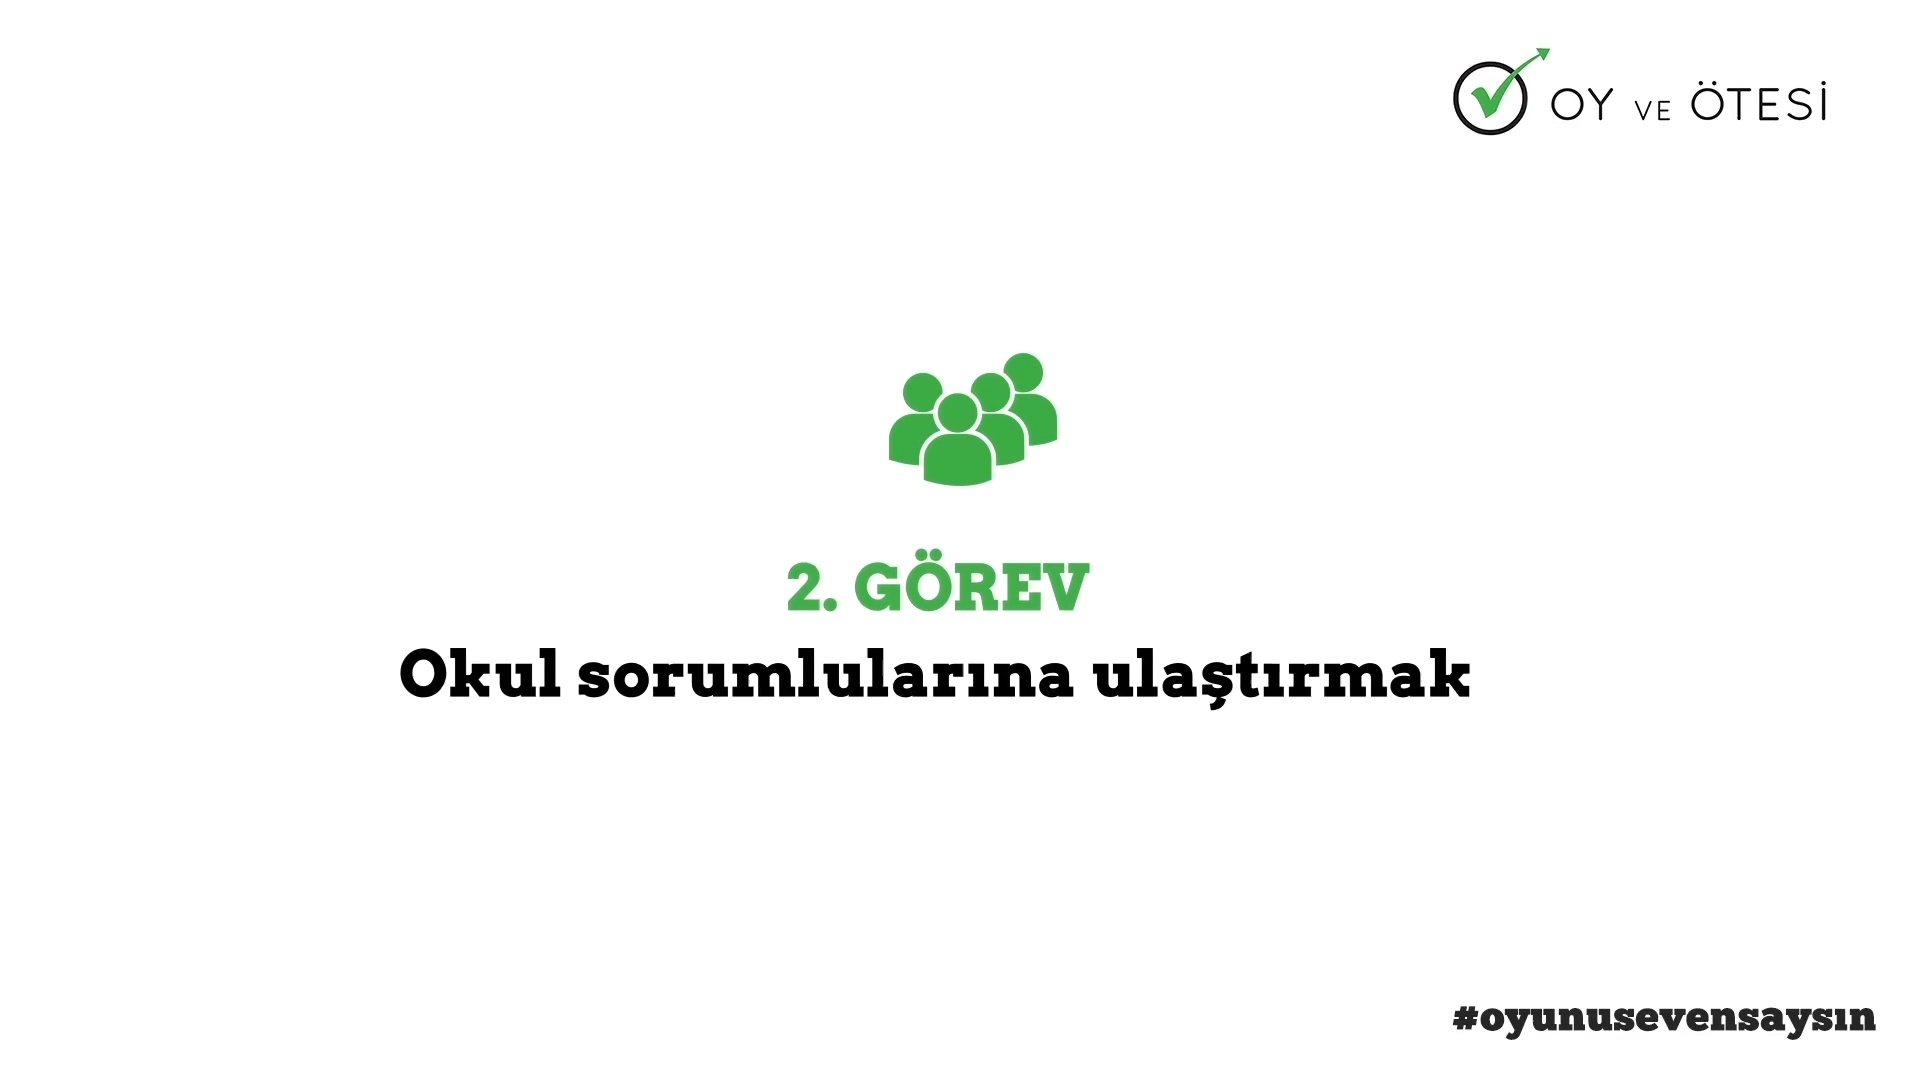 OY VE ÖTESİ
2. GÖREV
Okul sorumlularına ulaştırmak
#oyunusevensaysın